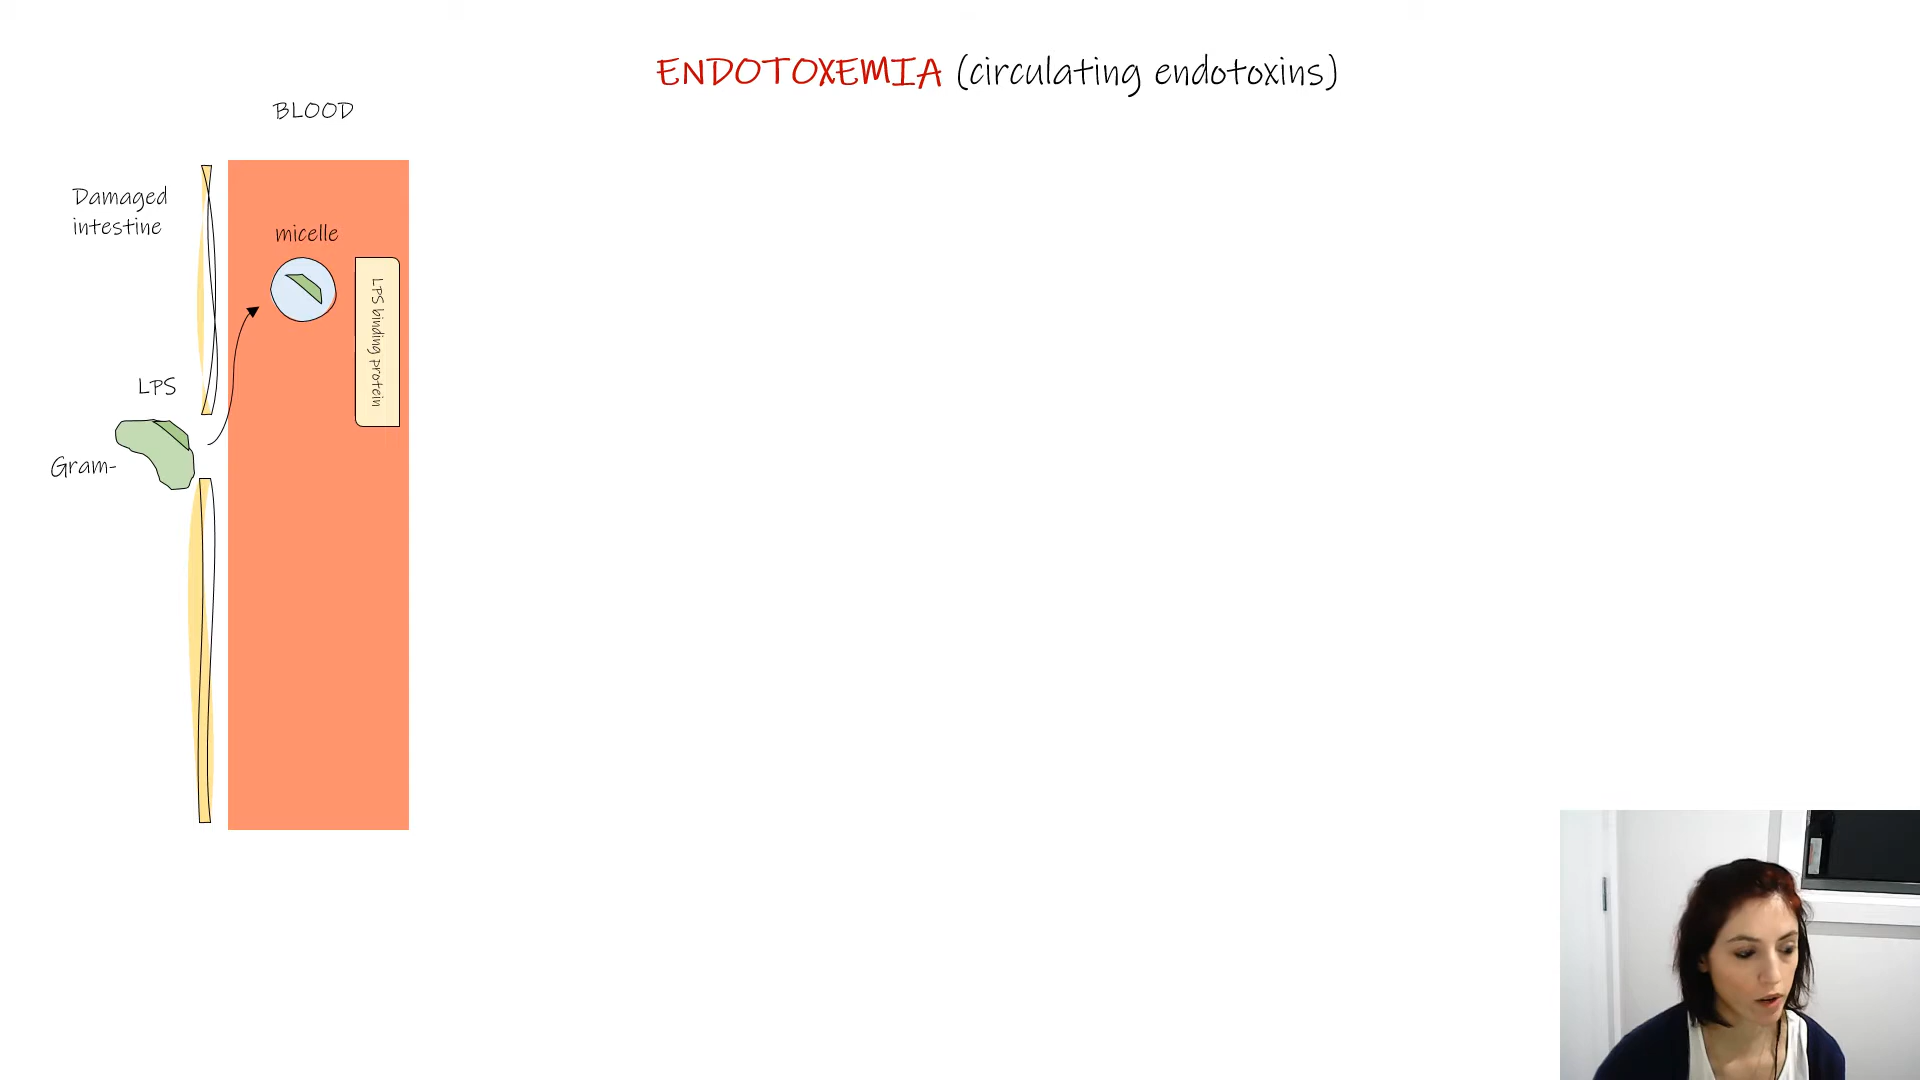 ENDOTOXEMIA (circulating endotoxins)
BLOOD
Damaged
intestine
micelle
LPS binding protein
LPS
Gram-